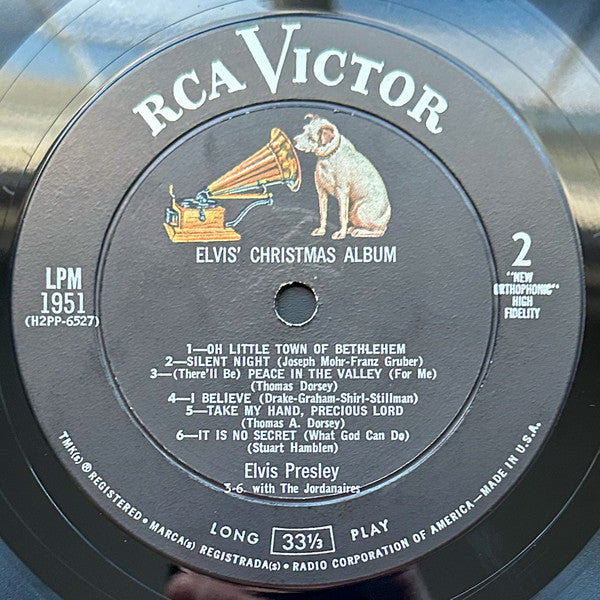 RCA VICTOR
ELVIS' CHRISTMAS ALBUM
LPM
1951
(H2PP-6527)
2
"NEW
ORTHOPHONIC"
HIGH
FIDELITY
1—OH LITTLE TOWN OF BETHLEHEM
2—SILENT NIGHT (Joseph Mohr-Franz Gruber)
3—(There'll Be) PEACE IN THE VALLEY (For Me)
(Thomas Dorsey)
4—I BELIEVE (Drake-Graham-Shirl-Stillman)
5—TAKE MY HAND, PRECIOUS LORD
(Thomas A. Dorsey)
6—IT IS NO SECRET (What God Can Do)
(Stuart Hamblen)
Elvis Presley
3-6. with The Jordanaires
LONG 33⅓ PLAY
TMK(s) ® REGISTERED • MARCA(s) REGISTRADA(s) • RADIO CORPORATION OF AMERICA—MADE IN U.S.A.